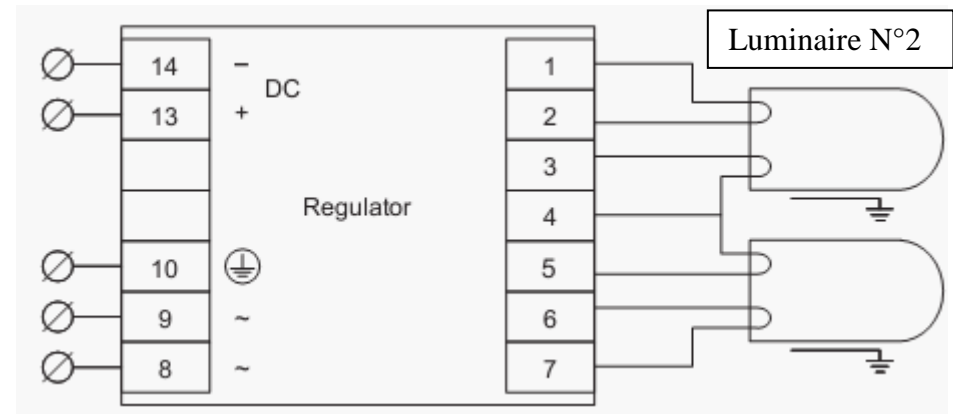 Luminaire N°2
14 – DC 1
13 + 2
3
Regulator 4
10 5
9 ~ 6
8 ~ 7